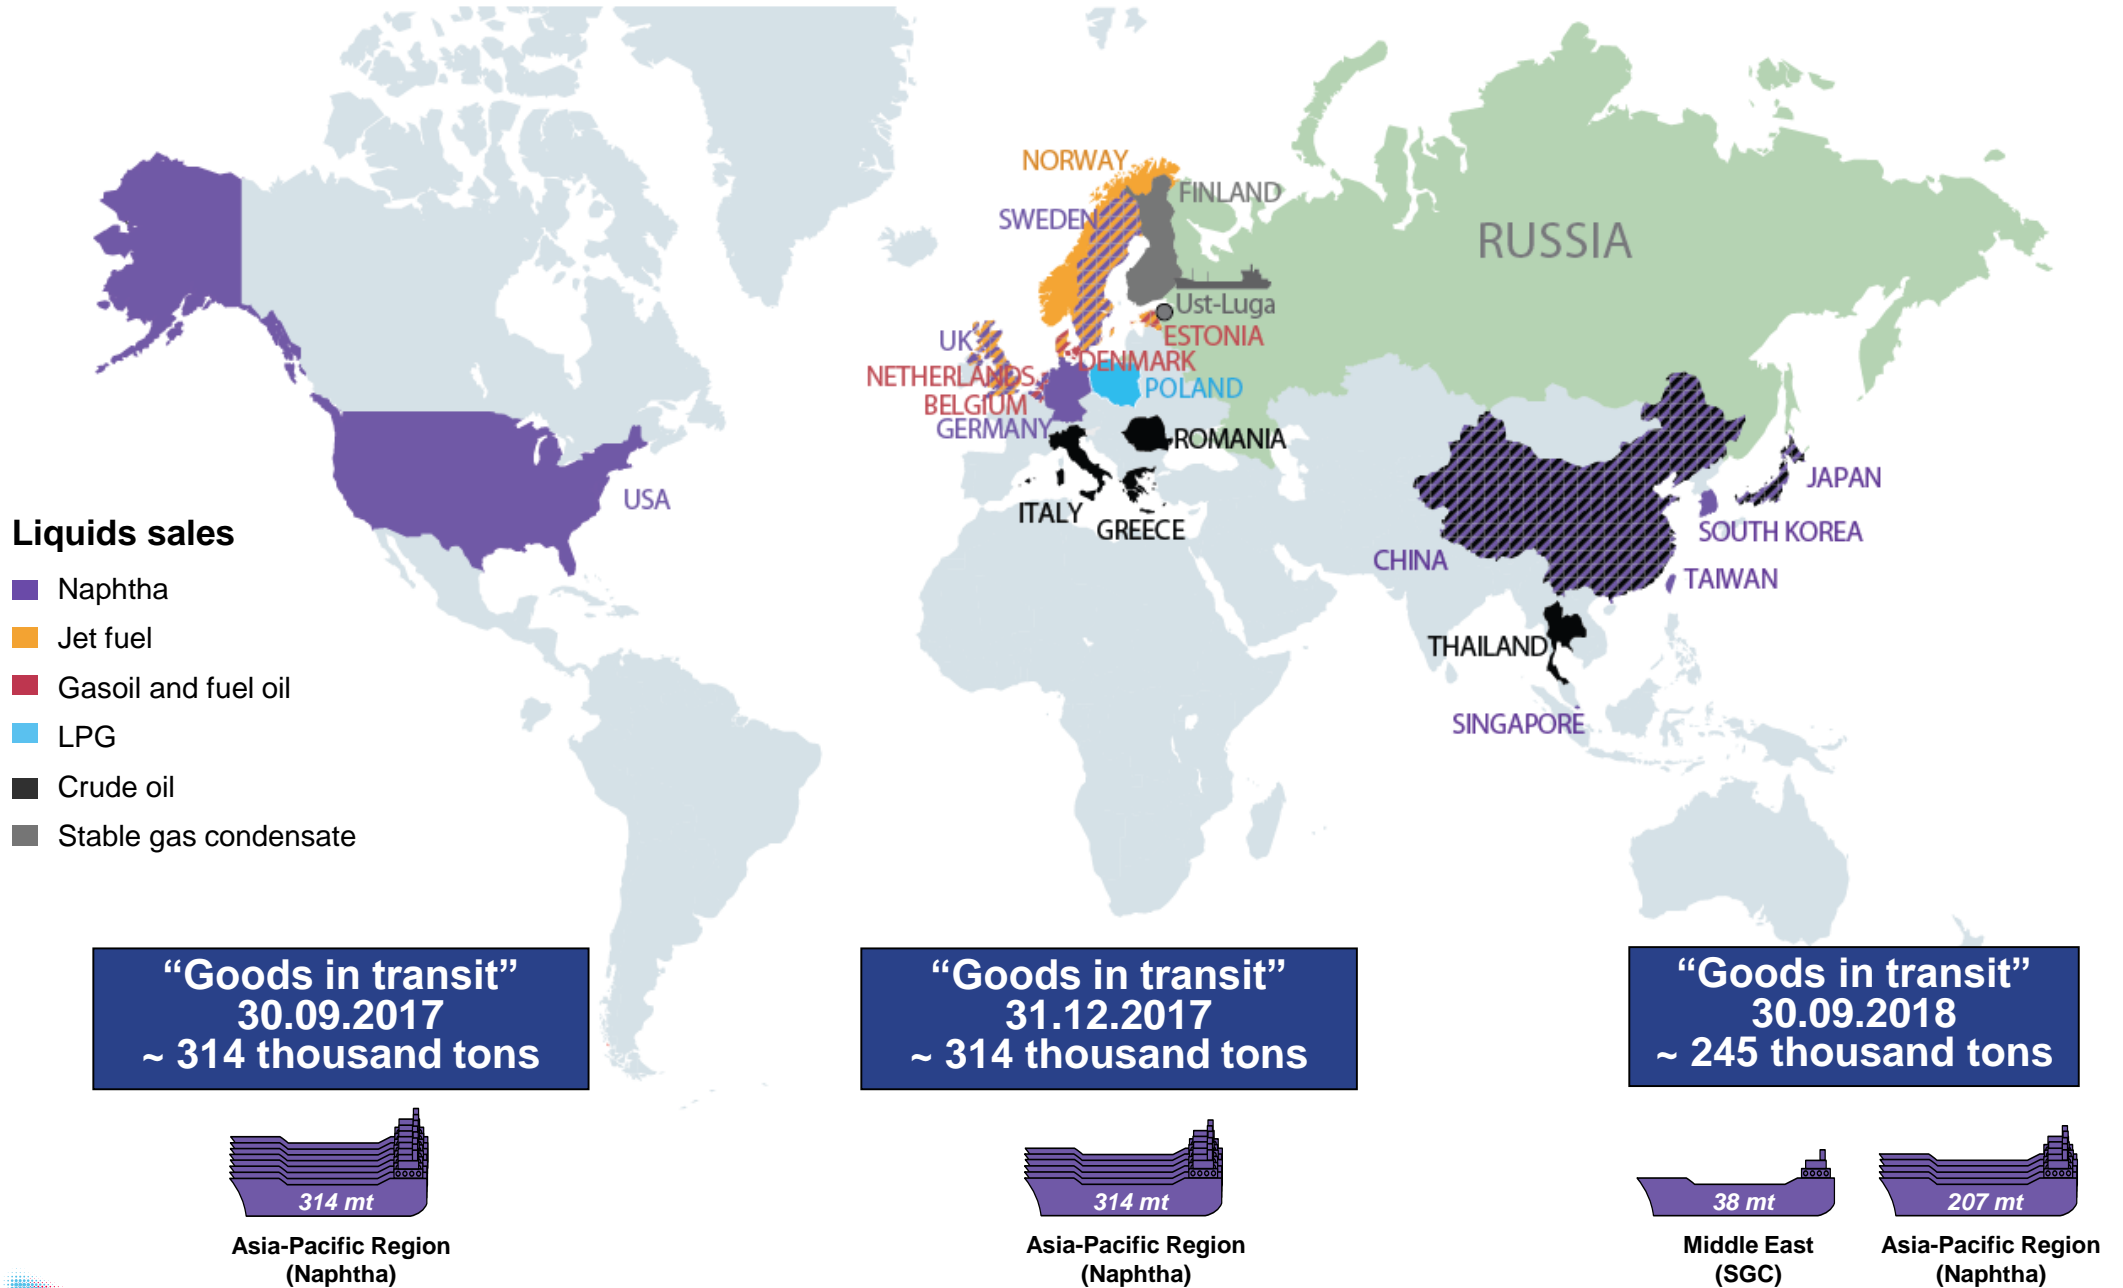 NORWAY
FINLAND
SWEDEN
RUSSIA
Ust-Luga
UK
ESTONIA
DENMARK
NETHERLANDS
POLAND
BELGIUM
GERMANY
ROMANIA
ITALY
GREECE
USA
JAPAN
SOUTH KOREA
CHINA
TAIWAN
THAILAND
SINGAPORE
Liquids sales
Naphtha
Jet fuel
Gasoil and fuel oil
LPG
Crude oil
Stable gas condensate
“Goods in transit”
30.09.2017
~ 314 thousand tons
314 mt
Asia-Pacific Region
(Naphtha)
“Goods in transit”
31.12.2017
~ 314 thousand tons
314 mt
Asia-Pacific Region
(Naphtha)
“Goods in transit”
30.09.2018
~ 245 thousand tons
38 mt
Middle East
(SGC)
207 mt
Asia-Pacific Region
(Naphtha)